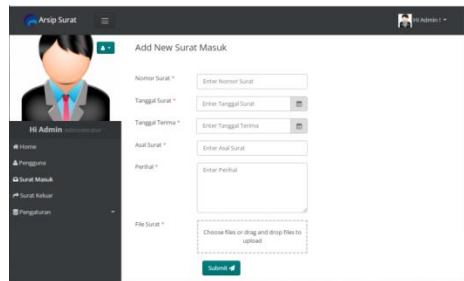 Arsip Surat
Hi Admin !
Add New Surat Masuk
Nomor Surat *
Enter Nomor Surat
Tanggal Surat *
Enter Tanggal Surat
Tanggal Terima *
Enter Tanggal Terima
Hi Admin Administrator
Home
Asal Surat *
Enter Asal Surat
Pengguna
Perihal *
Enter Perihal
Surat Masuk
Surat Keluar
Pengaturan
File Surat *
Choose files or drag and drop files to
upload
Submit